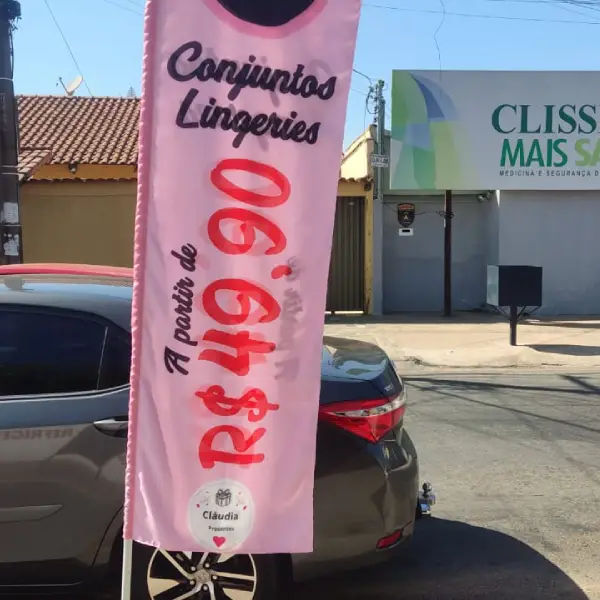 Conjuntos
Lingeries
A partir de
R$ 49,90
Cláudia
Presentes
CLISS
MAIS SA
MEDICINA E SEGURANÇA D